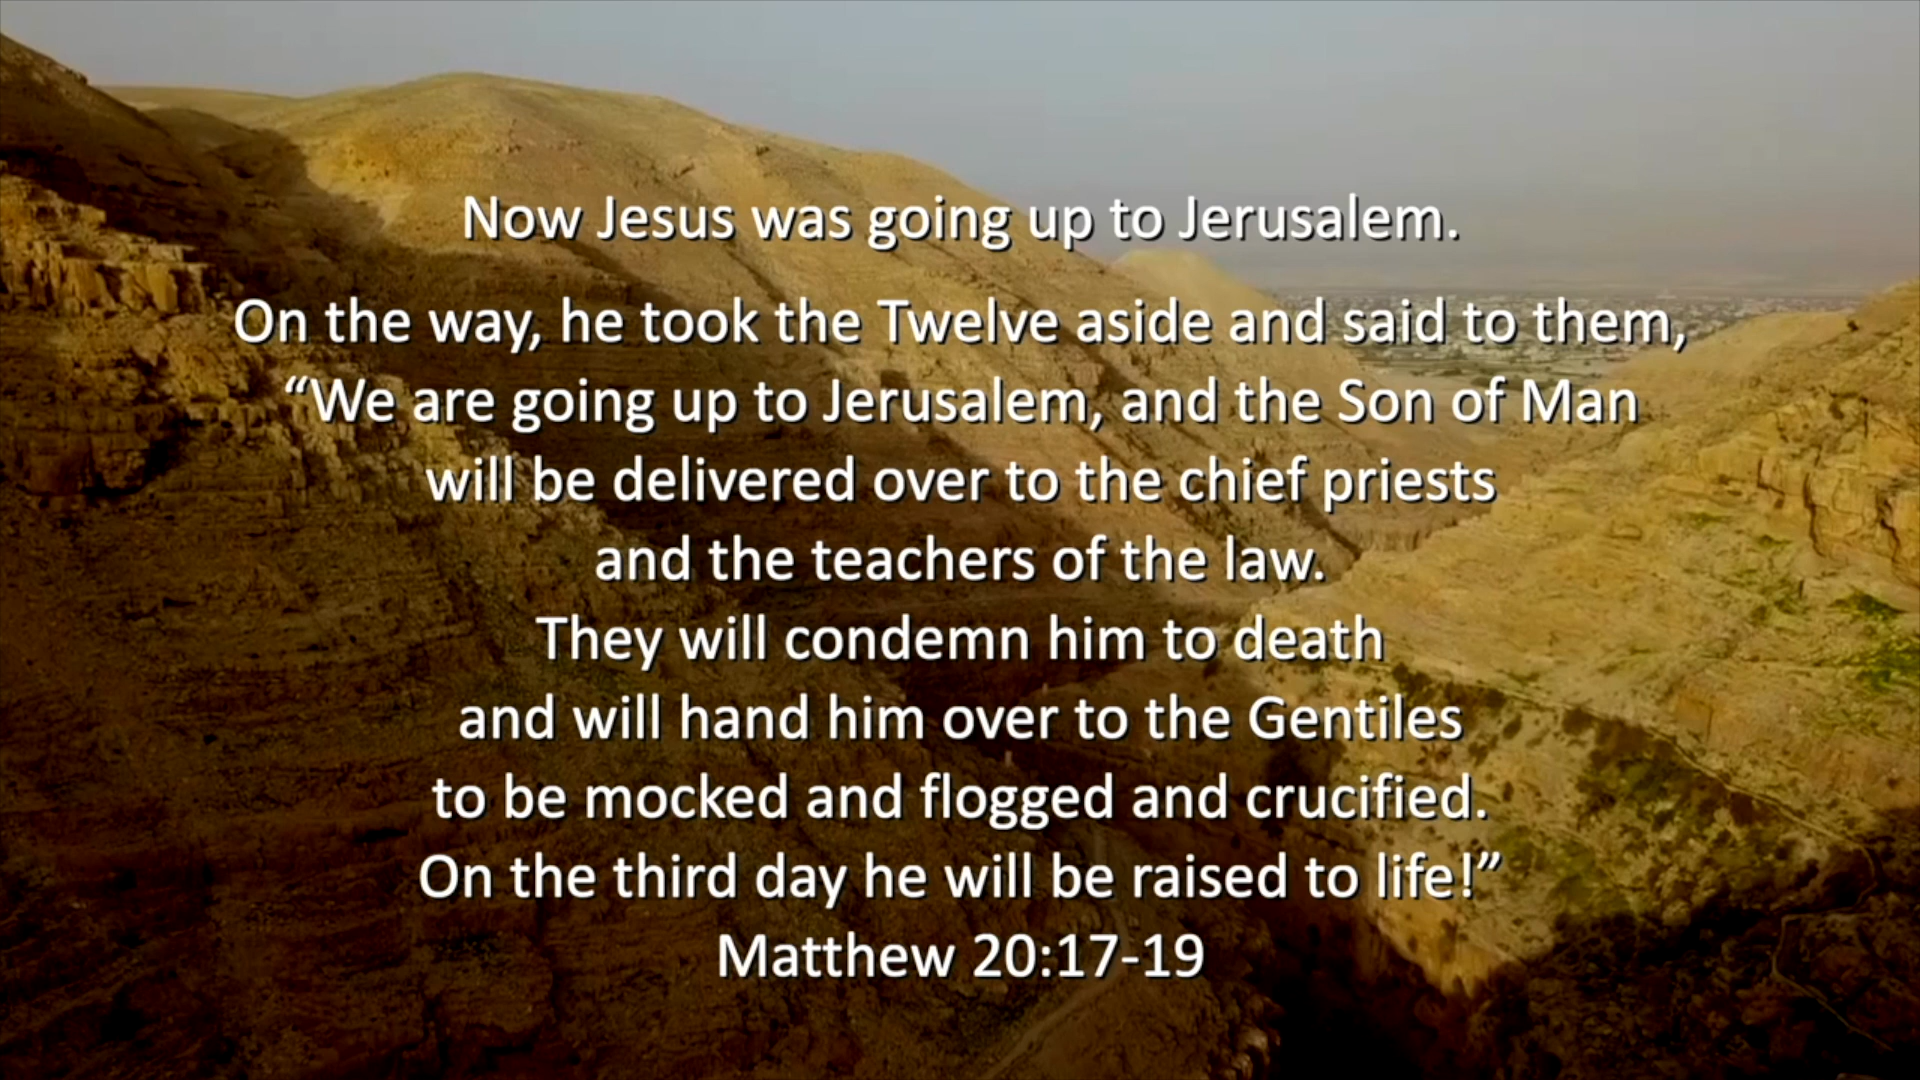 Now Jesus was going up to Jerusalem.
On the way, he took the Twelve aside and said to them,
“We are going up to Jerusalem, and the Son of Man
will be delivered over to the chief priests
and the teachers of the law.
They will condemn him to death
and will hand him over to the Gentiles
to be mocked and flogged and crucified.
On the third day he will be raised to life!”
Matthew 20:17-19